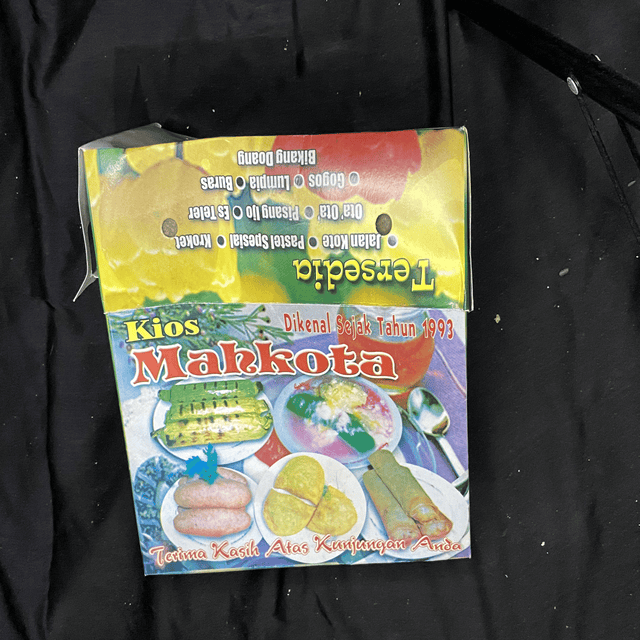 Tersedia
• Jalan Kote • Pastel Spesial • Kroket
Ota Ota • Pisang Ijo • Es Teler
• Gogos • Lumpia • Buras
Bikang Doang
Kios
Dikenal Sejak Tahun 1993
Mahkota
Terima Kasih Atas Kunjungan Anda